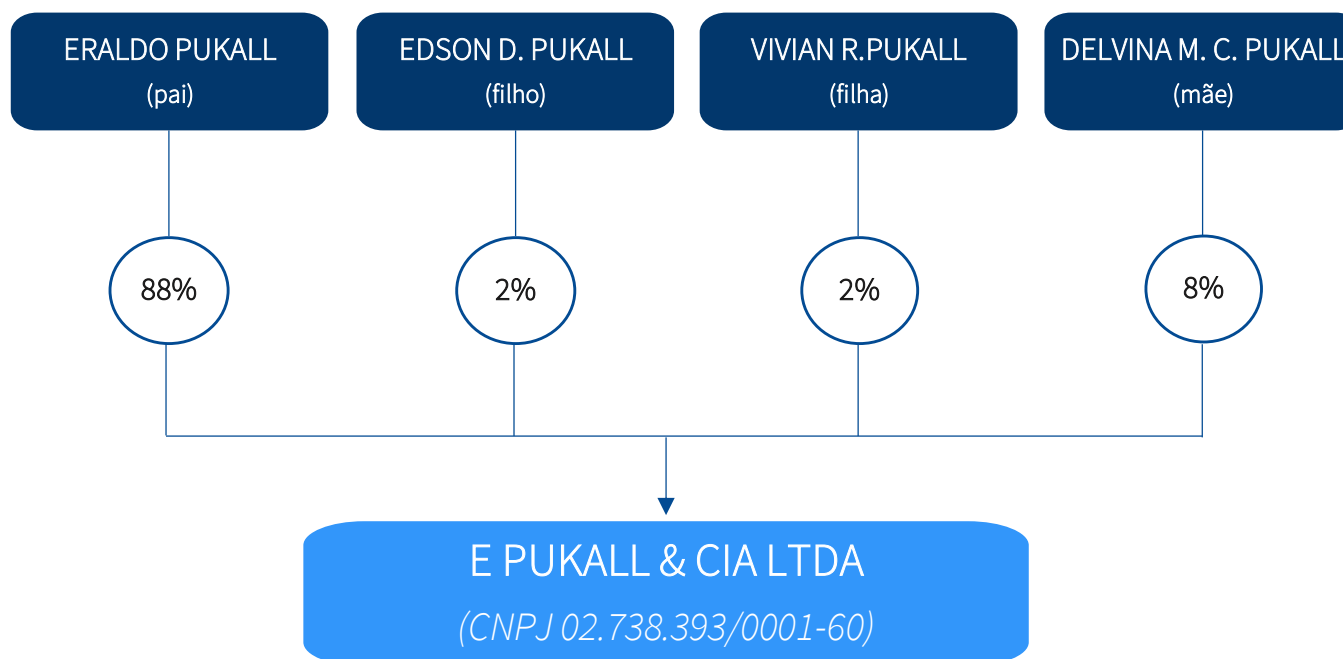 ERALDO PUKALL
(pai)
EDSON D. PUKALL
(filho)
VIVIAN R.PUKALL
(filha)
DELVINA M. C. PUKALL
(mãe)
88%
2%
2%
8%
E PUKALL & CIA LTDA
(CNPJ 02.738.393/0001-60)